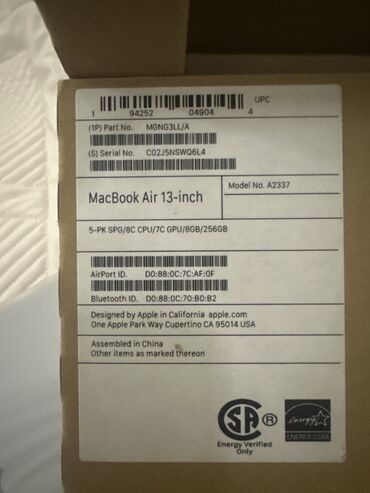 1 94252 04904 4 UPC
(1P) Part No. MGNG3LL/A
(S) Serial No. C02J5NSWQ6L4
MacBook Air 13-inch
Model No. A2337
5-PK SPG/8C CPU/7C GPU/8GB/256GB
AirPort ID. D0:88:0C:7C:AF:0F
Bluetooth ID. D0:88:0C:70:B0:B2
Designed by Apple in California apple.com
One Apple Park Way Cupertino CA 95014 USA
Assembled in China
Other items as marked thereon
SA ®
Energy Verified
Only
energy
ENERGY STAR